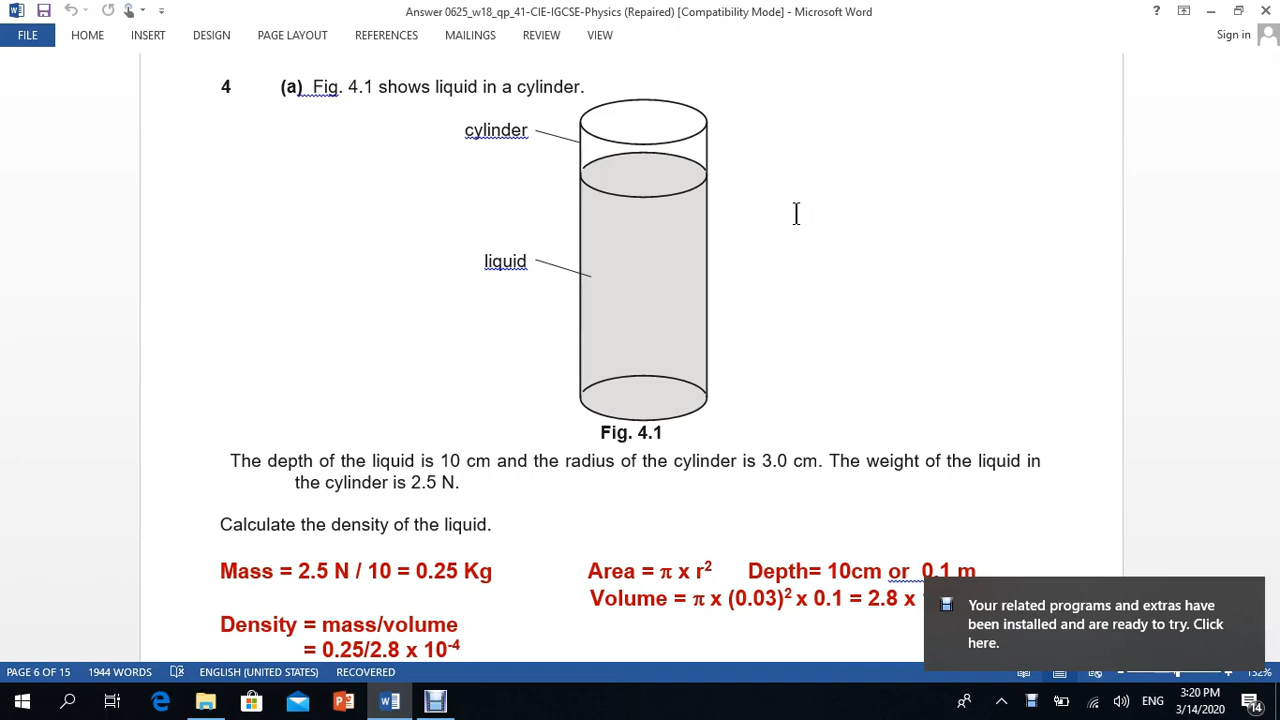 Answer 0625_w18_qp_41-CIE-IGCSE-Physics (Repaired) [Compatibility Mode] - Microsoft Word
FILE HOME INSERT DESIGN PAGE LAYOUT REFERENCES MAILINGS REVIEW VIEW Sign in
4 (a) Fig. 4.1 shows liquid in a cylinder.
cylinder
liquid
Fig. 4.1
The depth of the liquid is 10 cm and the radius of the cylinder is 3.0 cm. The weight of the liquid in
the cylinder is 2.5 N.
Calculate the density of the liquid.
Mass = 2.5 N / 10 = 0.25 Kg Area = π x r² Depth= 10cm or 0.1 m
Volume = π x (0.03)² x 0.1 = 2.8 x
Density = mass/volume
= 0.25/2.8 x 10⁻⁴
Your related programs and extras have
been installed and are ready to try. Click
here.
PAGE 6 OF 15 1944 WORDS ENGLISH (UNITED STATES) RECOVERED 152%
ENG 3:20 PM
3/14/2020 14